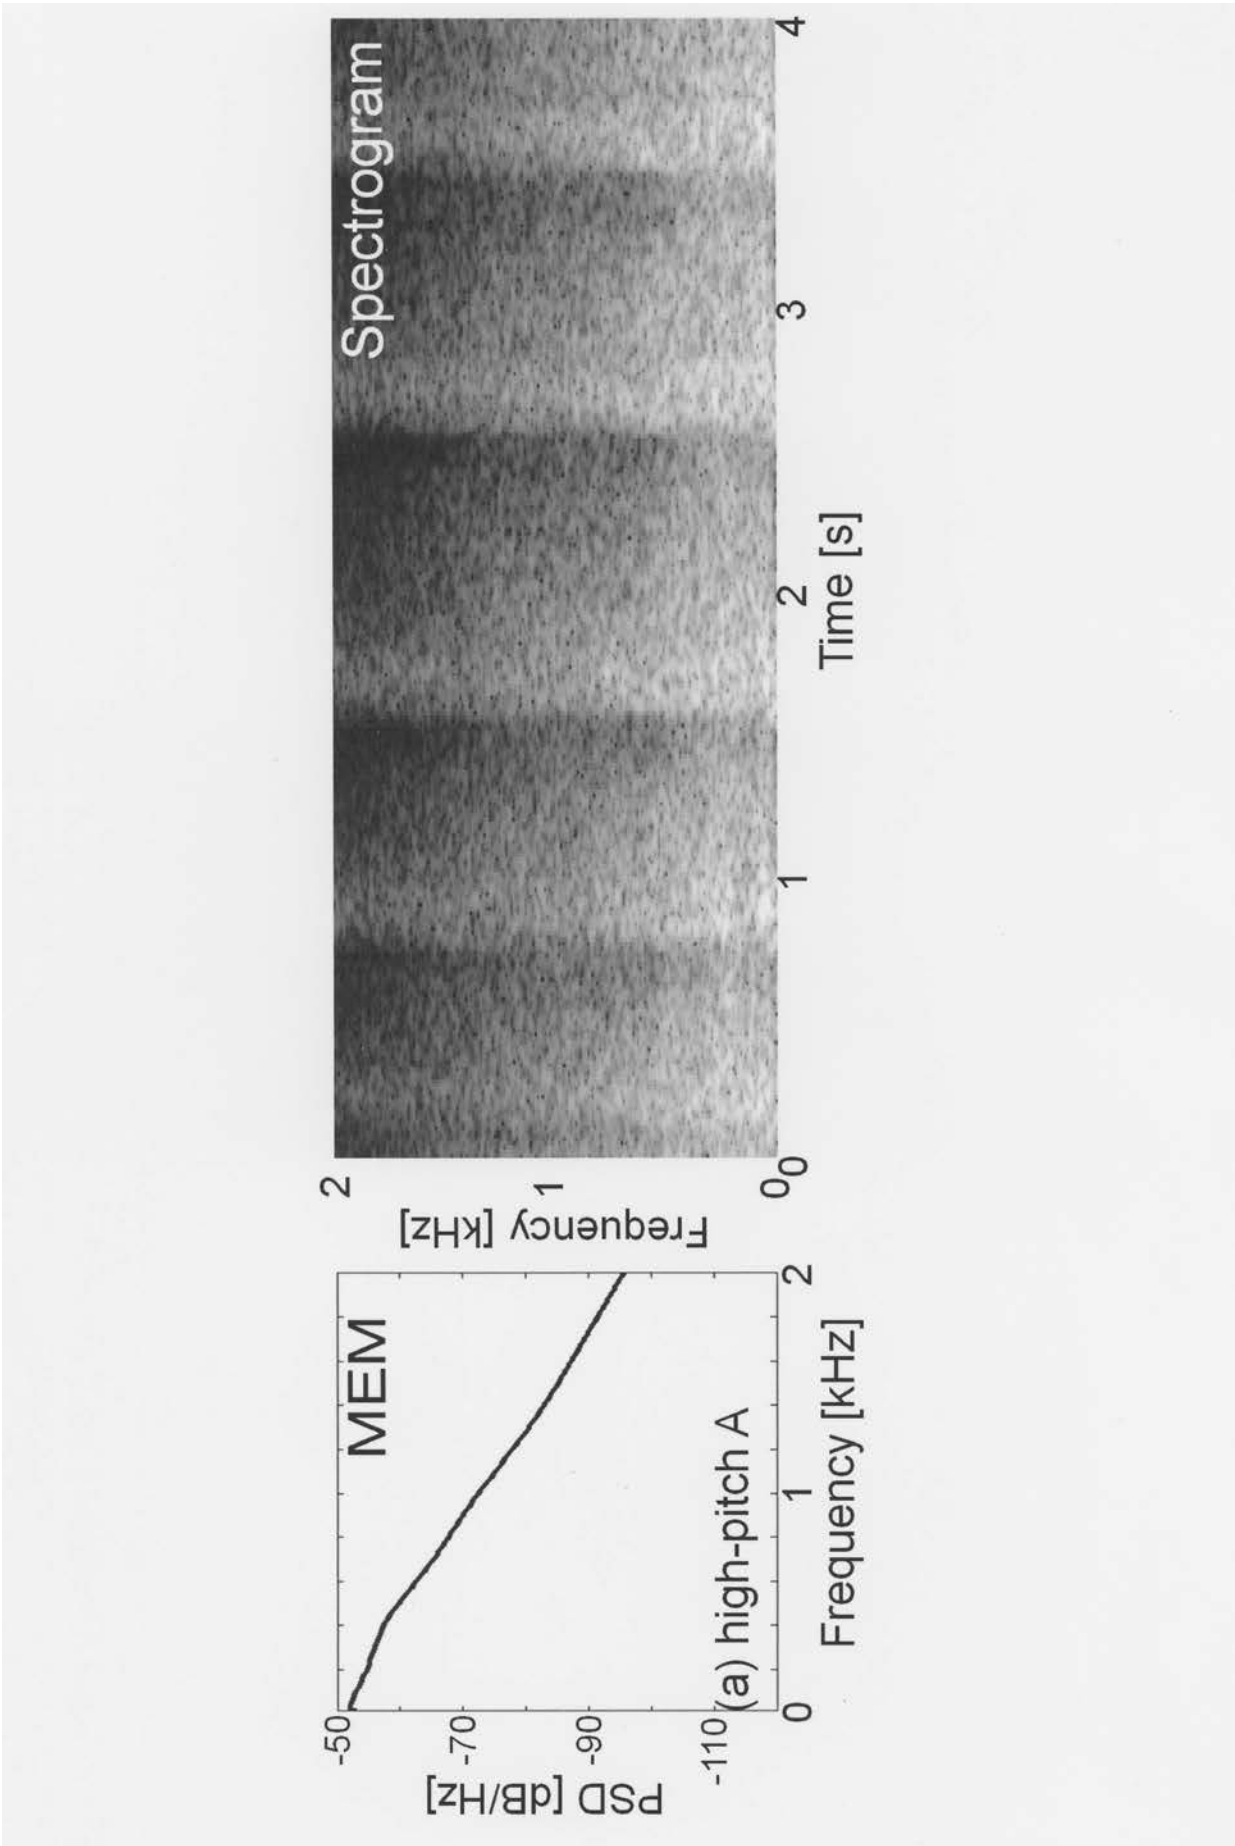 MEM
(a) high-pitch A
PSD [dB/Hz]
-50
-70
-90
-110
0
1
2
Frequency [kHz]
Spectrogram
Frequency [kHz]
2
1
0
0
1
2
3
4
Time [s]